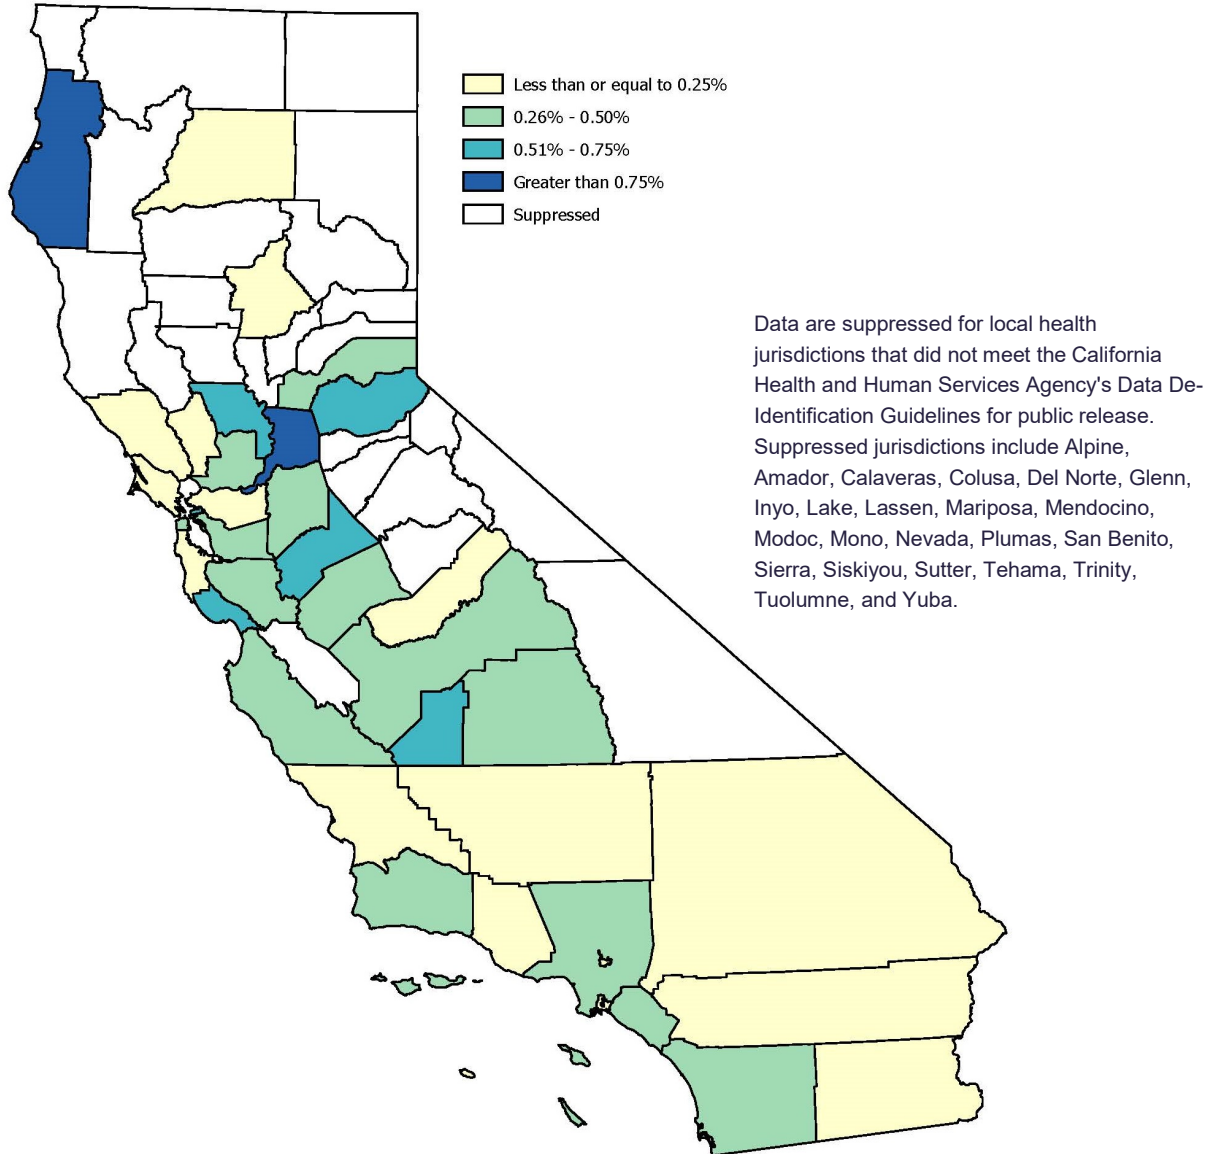 Less than or equal to 0.25%
0.26% - 0.50%
0.51% - 0.75%
Greater than 0.75%
Suppressed
Data are suppressed for local health
jurisdictions that did not meet the California
Health and Human Services Agency's Data De-
Identification Guidelines for public release.
Suppressed jurisdictions include Alpine,
Amador, Calaveras, Colusa, Del Norte, Glenn,
Inyo, Lake, Lassen, Mariposa, Mendocino,
Modoc, Mono, Nevada, Plumas, San Benito,
Sierra, Siskiyou, Sutter, Tehama, Trinity,
Tuolumne, and Yuba.